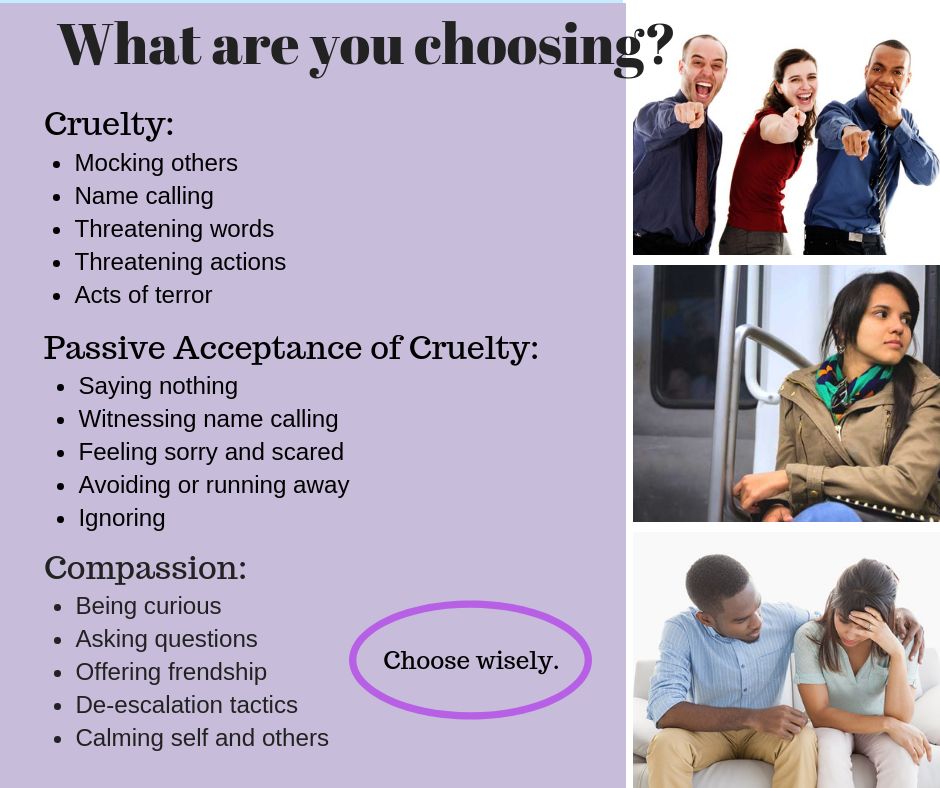 What are you choosing?
Cruelty:
• Mocking others
• Name calling
• Threatening words
• Threatening actions
• Acts of terror
Passive Acceptance of Cruelty:
• Saying nothing
• Witnessing name calling
• Feeling sorry and scared
• Avoiding or running away
• Ignoring
Compassion:
• Being curious
• Asking questions
• Offering frendship
• De-escalation tactics
• Calming self and others
Choose wisely.